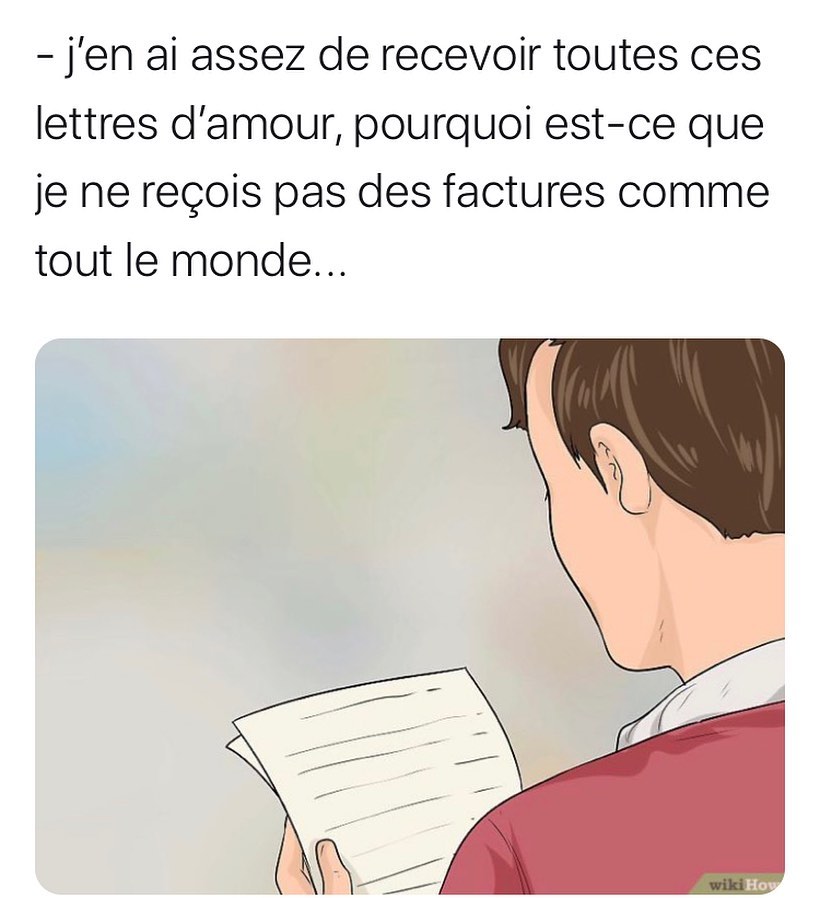 - j’en ai assez de recevoir toutes ces
lettres d’amour, pourquoi est-ce que
je ne reçois pas des factures comme
tout le monde...
wikiHow